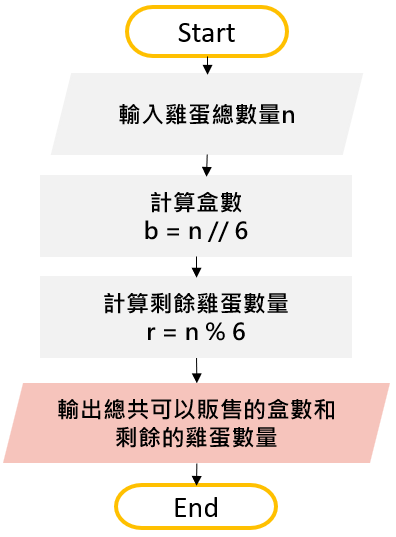 Start
輸入雞蛋總數量n
計算盒數
b = n // 6
計算剩餘雞蛋數量
r = n % 6
輸出總共可以販售的盒數和
剩餘的雞蛋數量
End